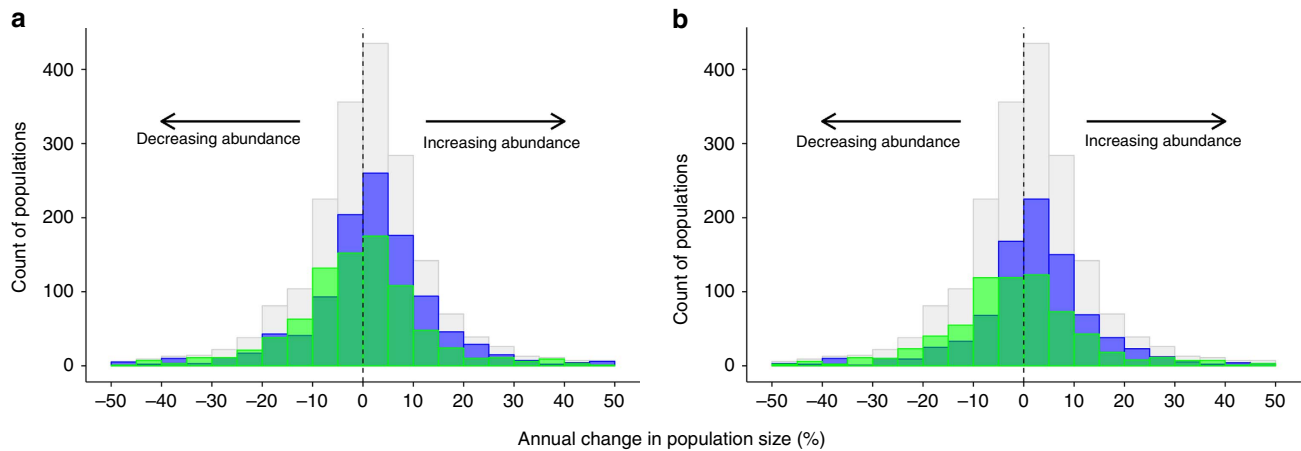 a
b
400
300
200
100
0
Count of populations
Decreasing abundance
Increasing abundance
–50 –40 –30 –20 –10 0 10 20 30 40 50
400
300
200
100
0
Count of populations
Decreasing abundance
Increasing abundance
–50 –40 –30 –20 –10 0 10 20 30 40 50
Annual change in population size (%)